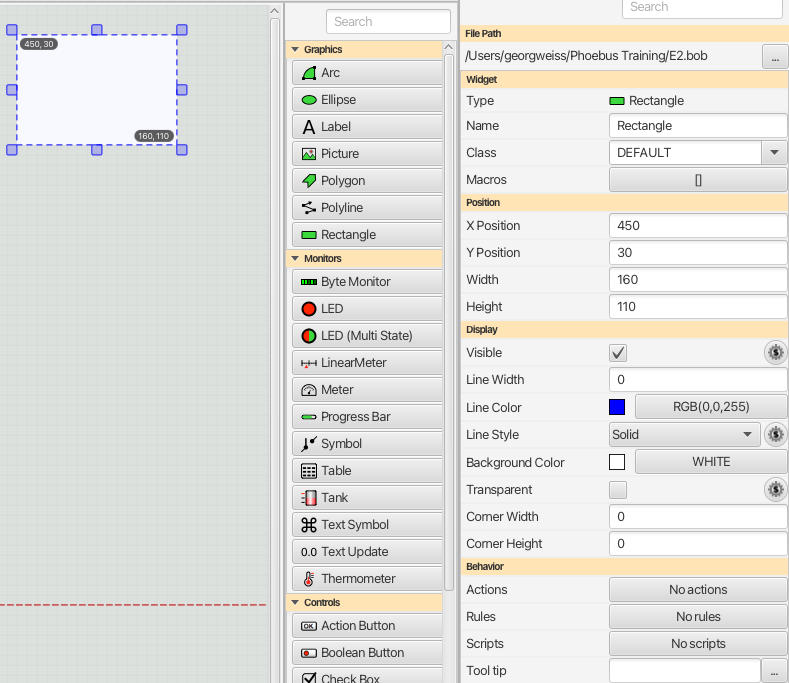 450, 30
160, 110
Search
Graphics
Arc
Ellipse
Label
Picture
Polygon
Polyline
Rectangle
Monitors
Byte Monitor
LED
LED (Multi State)
LinearMeter
Meter
Progress Bar
Symbol
Table
Tank
Text Symbol
0.0 Text Update
Thermometer
Controls
OK Action Button
Boolean Button
Check Box
Search
File Path
/Users/georgweiss/Phoebus Training/E2.bob ...
Widget
Type Rectangle
Name Rectangle
Class DEFAULT
Macros []
Position
X Position 450
Y Position 30
Width 160
Height 110
Display
Visible
Line Width 0
Line Color RGB(0,0,255)
Line Style Solid
Background Color WHITE
Transparent
Corner Width 0
Corner Height 0
Behavior
Actions No actions
Rules No rules
Scripts No scripts
Tool tip ...